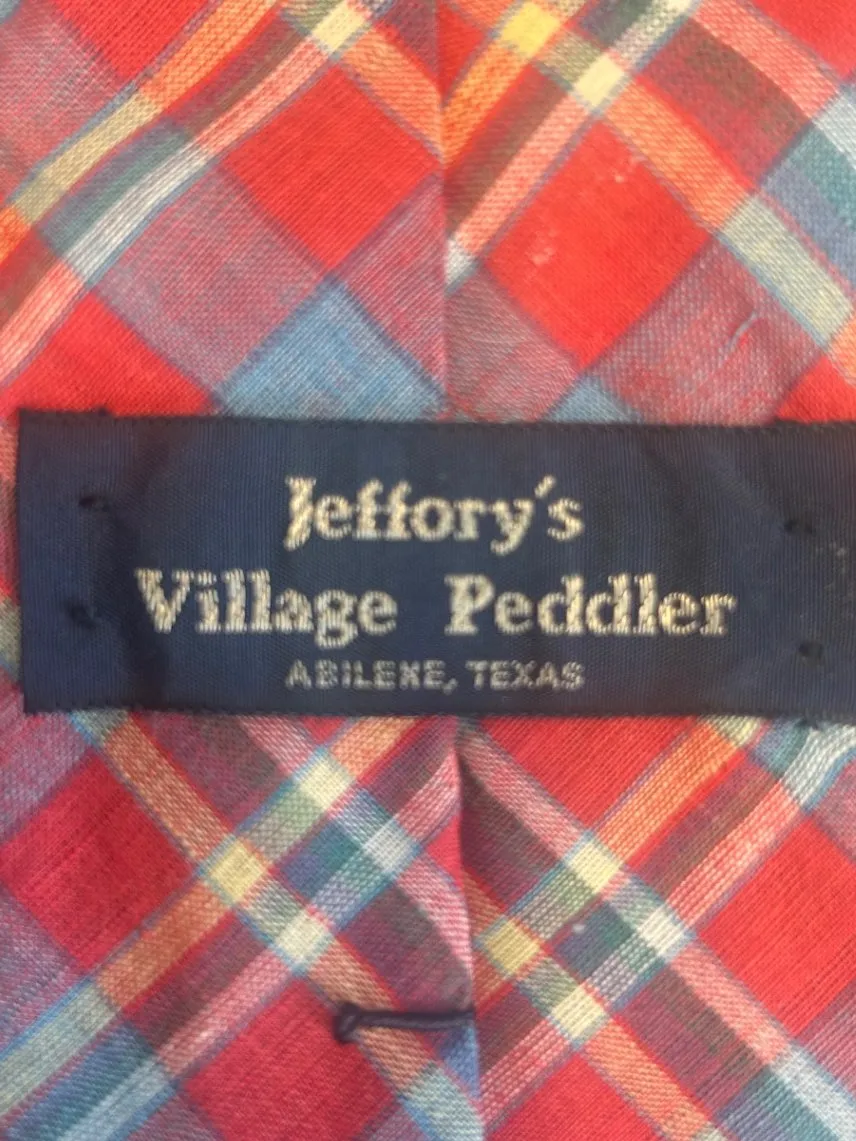 Jeffory's
Village Peddler
ABILENE, TEXAS